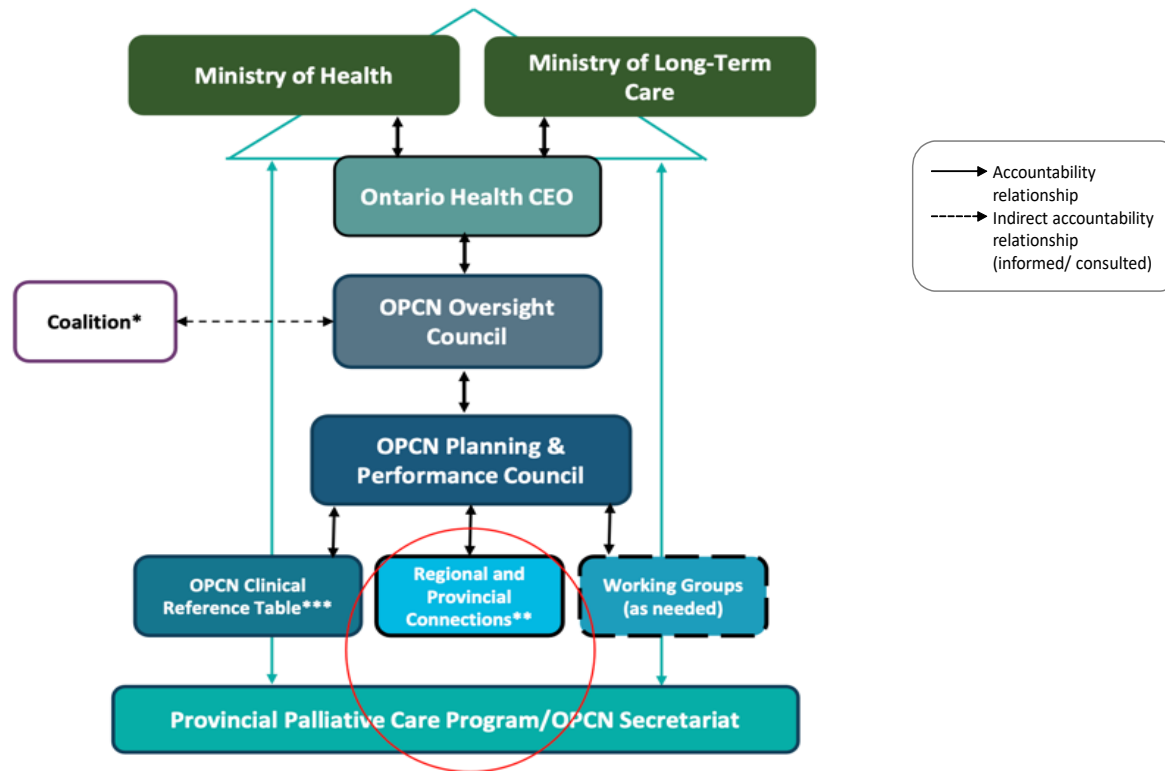 Ministry of Health
Ministry of Long-Term
Care
Ontario Health CEO
Coalition*
OPCN Oversight
Council
OPCN Planning &
Performance Council
OPCN Clinical
Reference Table***
Regional and
Provincial
Connections**
Working Groups
(as needed)
Provincial Palliative Care Program/OPCN Secretariat
Accountability
relationship
Indirect accountability
relationship
(informed/ consulted)